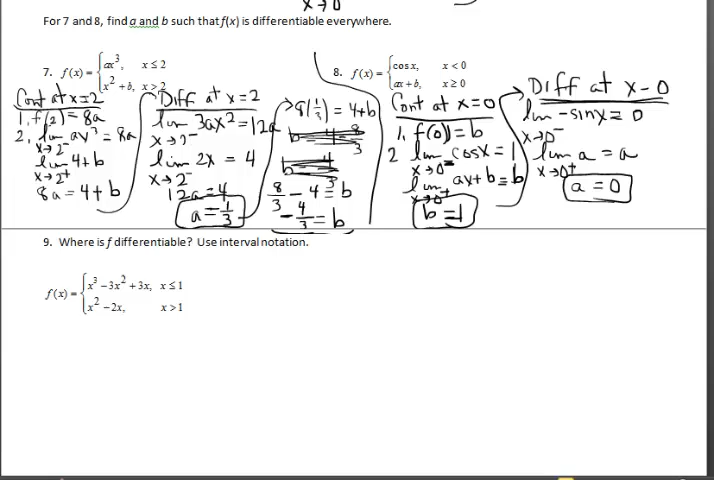 x→0
For 7 and 8, find a and b such that f(x) is differentiable everywhere.
7. f(x) = { ax³, x ≤ 2
x² + b, x > 2
Cont at x=2
1. f(2) = 8a
2. lim ax³ = 8a
x→2⁻
lim 4+b
x→2⁺
8a = 4+b
Diff at x=2
lim 3ax² = 12a
x→2⁻
lim 2x = 4
x→2⁻
12a = 4
a = 1/3
8(1/3) = 4+b
8/3 - 4 = b
-4/3 = b
8. f(x) = { cos x, x < 0
ax + b, x ≥ 0
Cont at x=0
1. f(0) = b
2 lim cosx = 1
x→0⁻
lim ax+b = b
x→0⁺
b = 1
Diff at x-0
lim -sinx = 0
x→0⁻
lim a = a
x→0⁺
a = 0
9. Where is f differentiable? Use interval notation.
f(x) = { x³ - 3x² + 3x, x ≤ 1
x² - 2x, x > 1